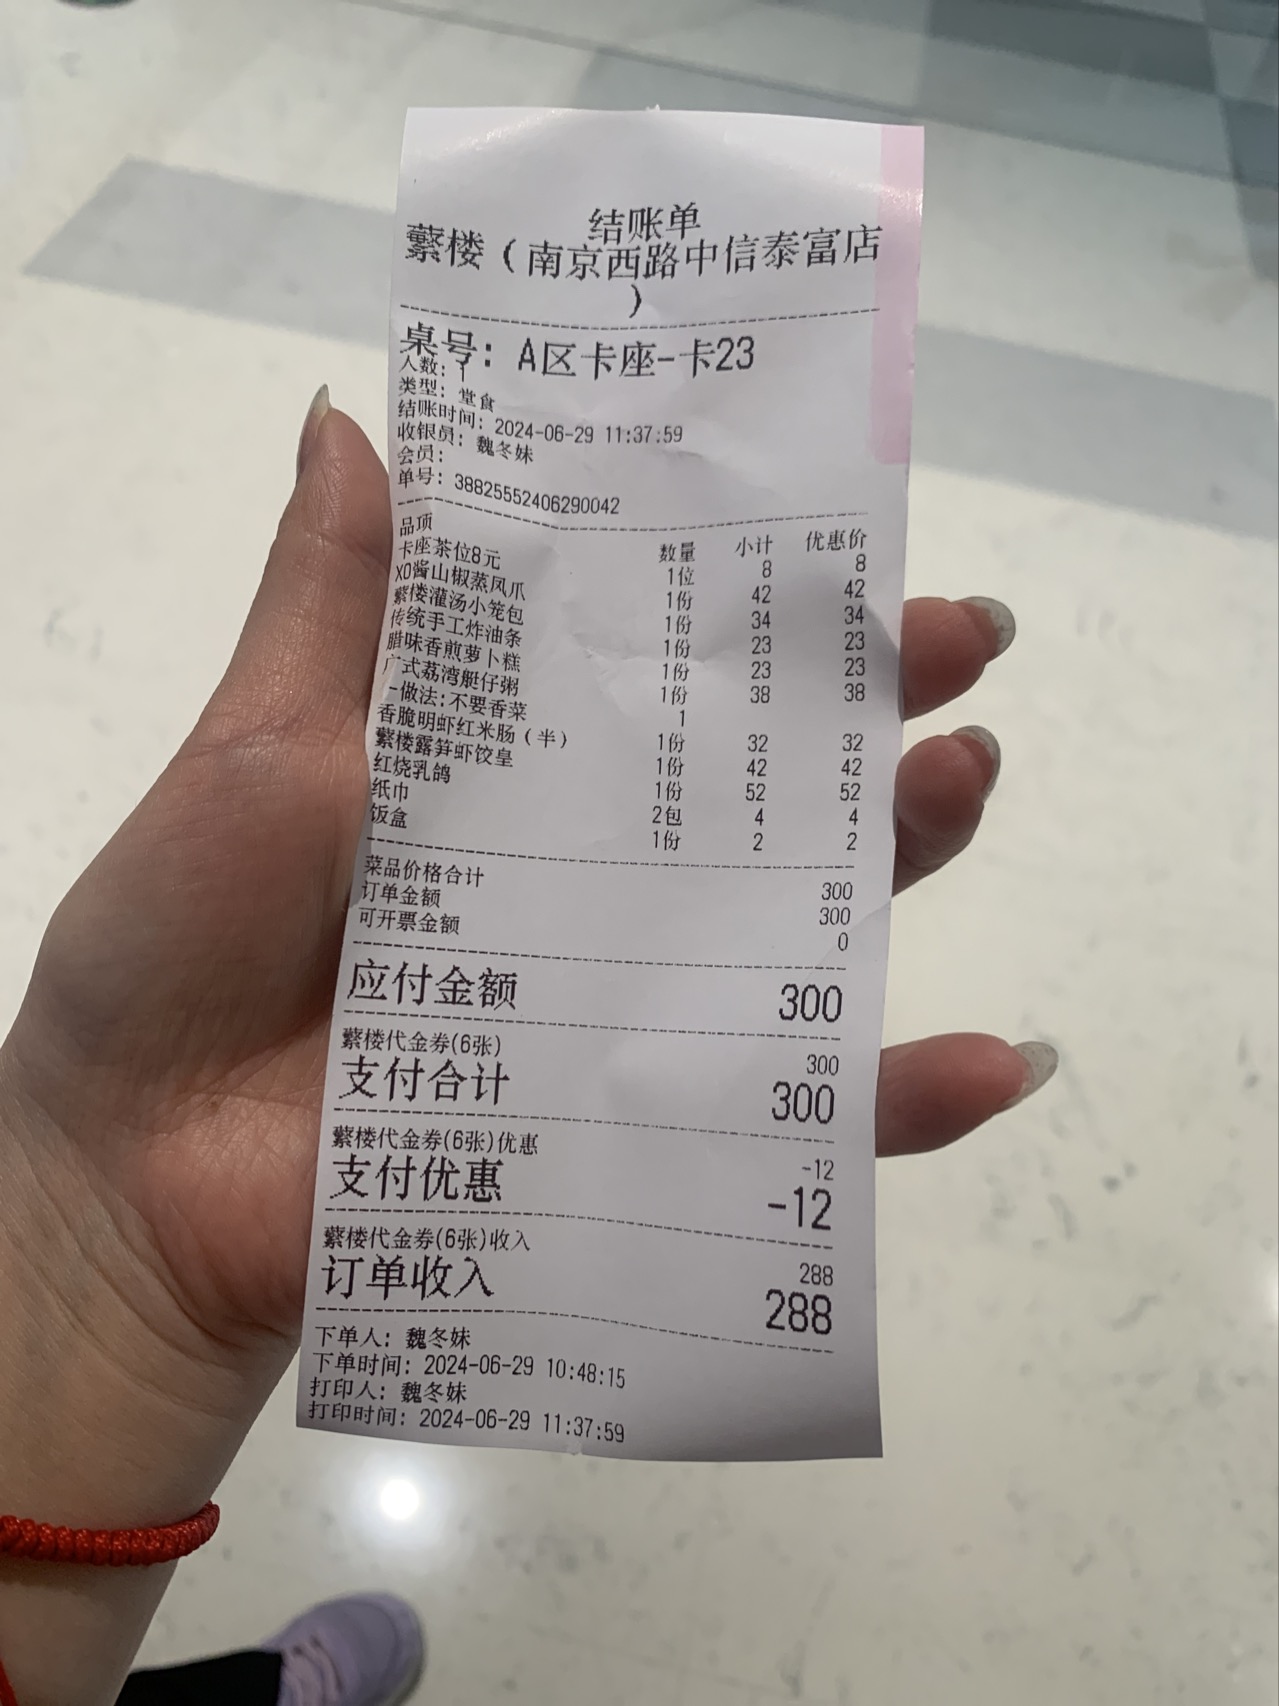 结账单
蘩楼（南京西路中信泰富店
）
桌号：A区卡座-卡23
人数：1
类型：堂食
结账时间：2024-06-29 11:37:59
收银员：魏冬妹
会员：
单号：38825552406290042
品项 数量 小计 优惠价
卡座茶位8元 1位 8 8
XO酱山椒蒸凤爪 1份 42 42
蘩楼灌汤小笼包 1份 34 34
传统手工炸油条 1份 23 23
腊味香煎萝卜糕 1份 23 23
广式荔湾艇仔粥 1份 38 38
-做法:不要香菜 1
香脆明虾红米肠（半） 1份 32 32
蘩楼露笋虾饺皇 1份 42 42
红烧乳鸽 1份 52 52
纸巾 2包 4 4
饭盒 1份 2 2
菜品价格合计 300
订单金额 300
可开票金额 0
应付金额 300
蘩楼代金券(6张) 300
支付合计 300
蘩楼代金券(6张)优惠 -12
支付优惠 -12
蘩楼代金券(6张)收入 288
订单收入 288
下单人：魏冬妹
下单时间：2024-06-29 10:48:15
打印人：魏冬妹
打印时间：2024-06-29 11:37:59